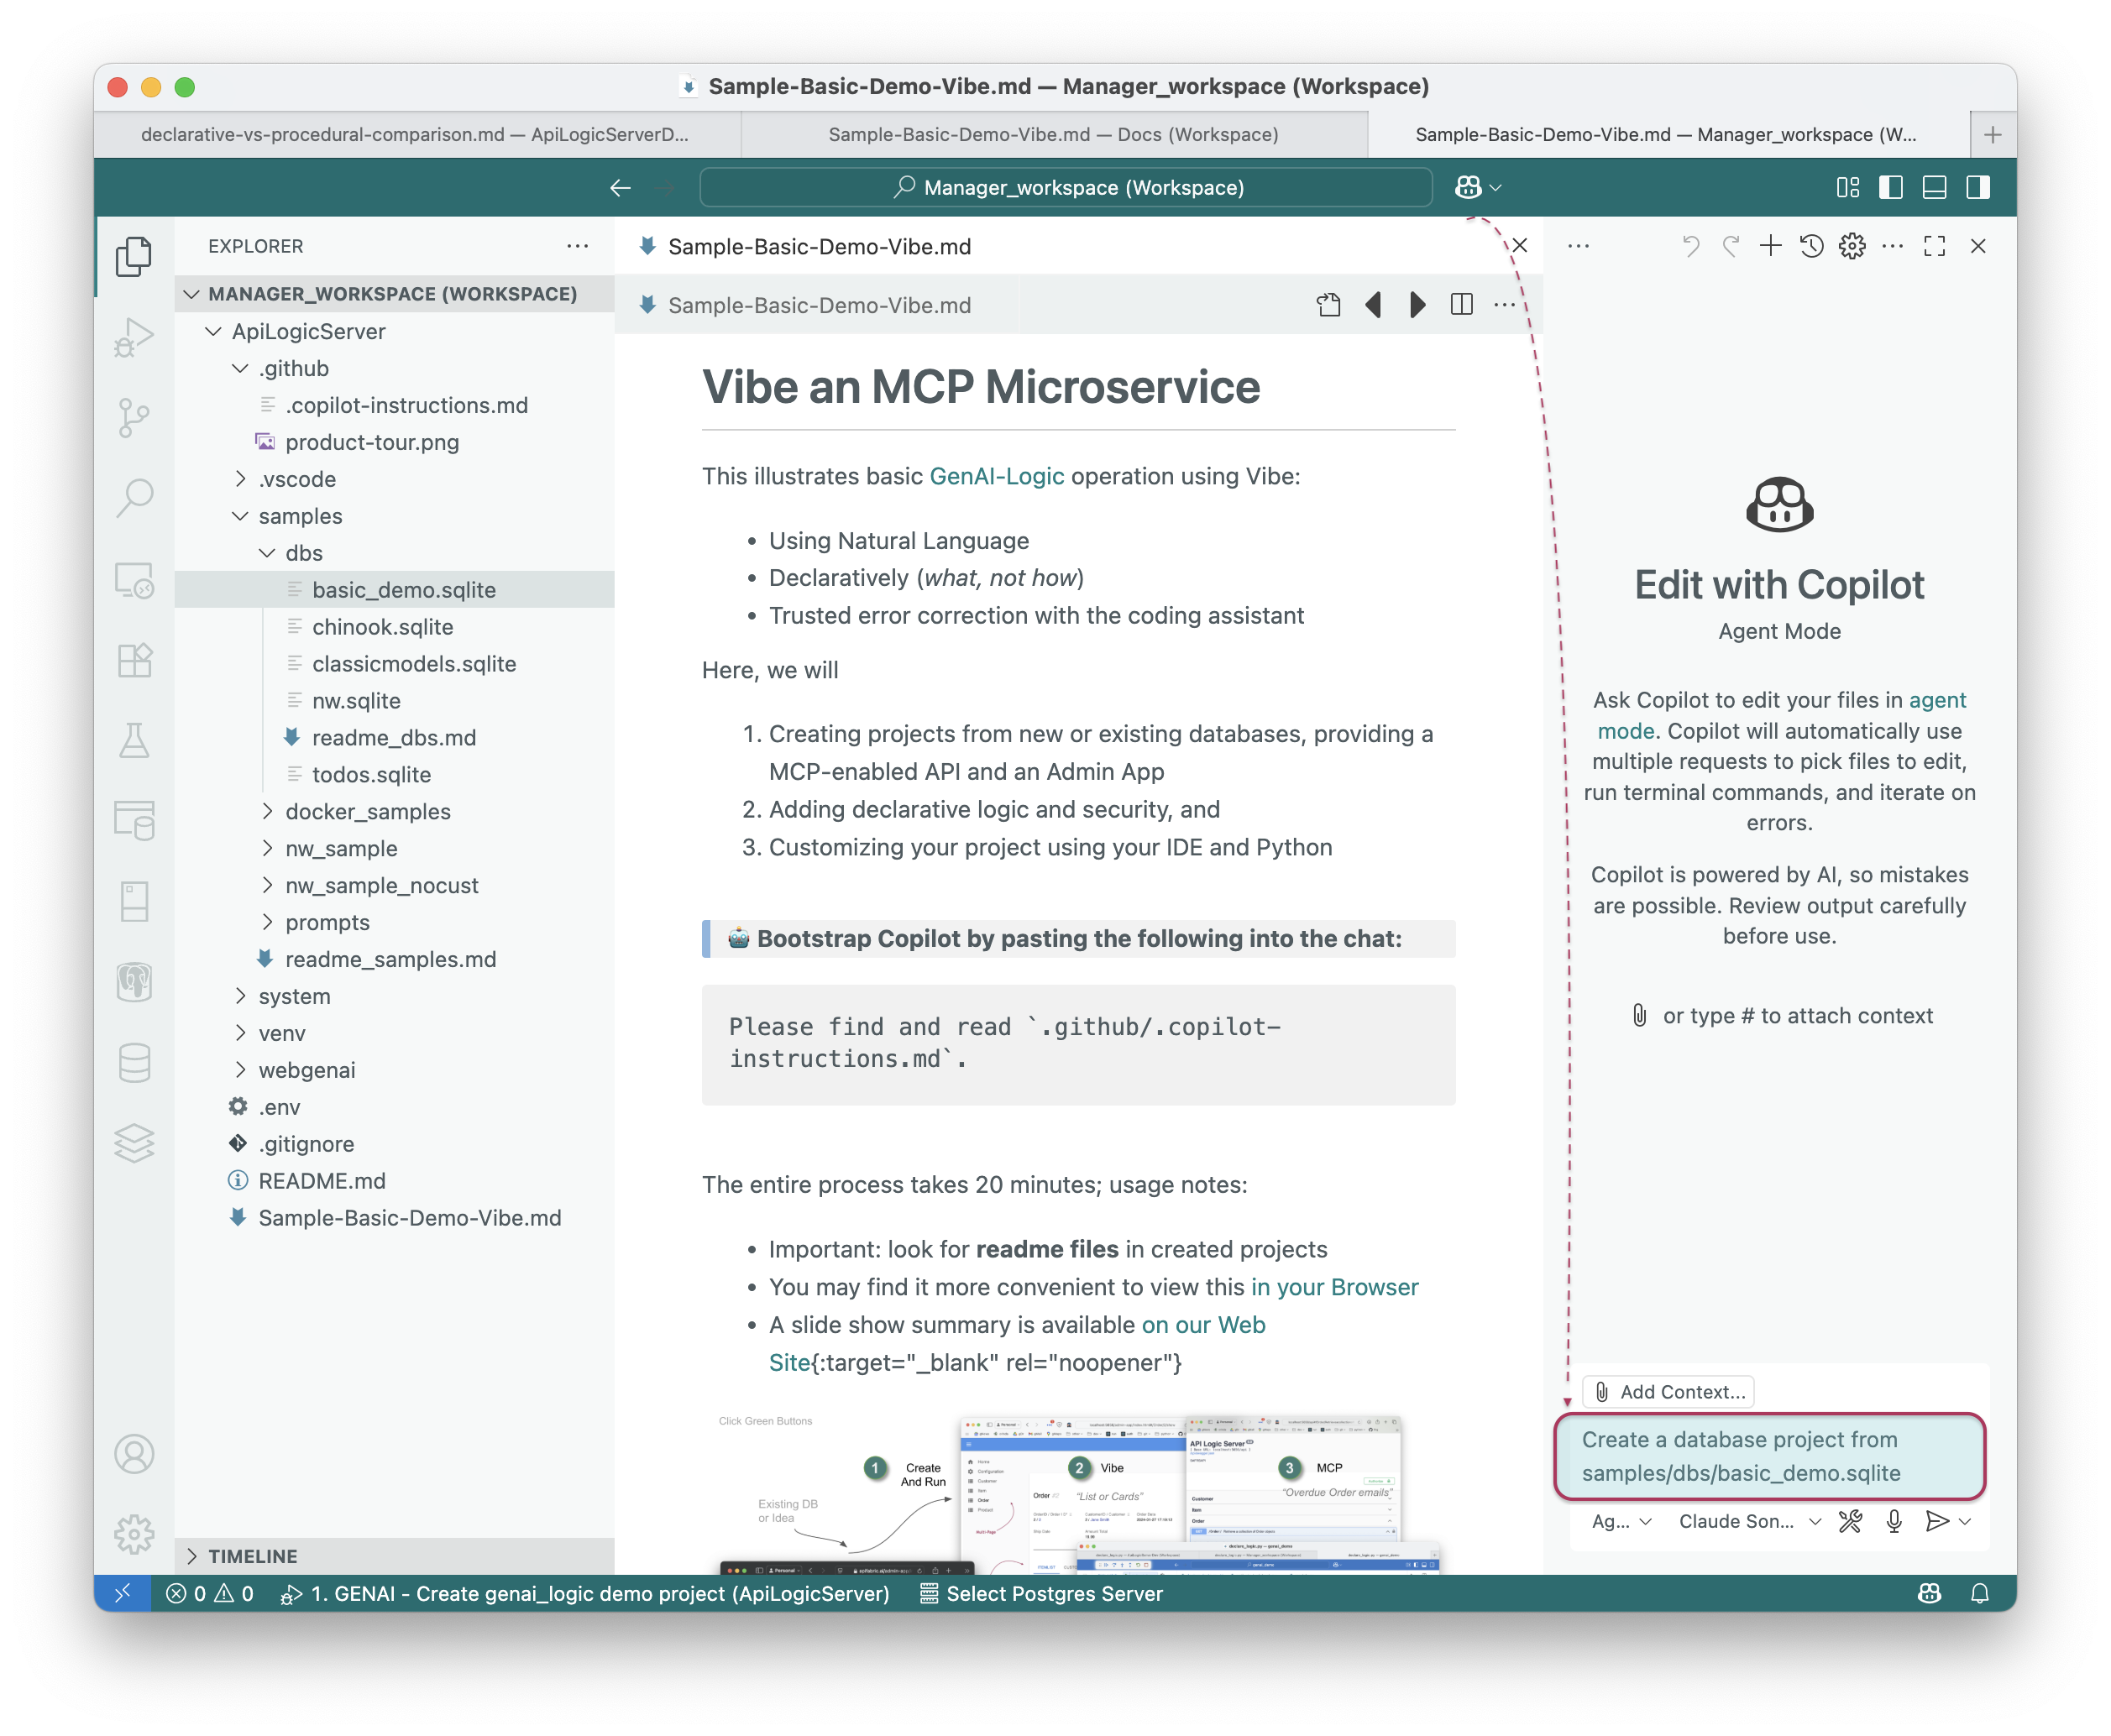 Sample-Basic-Demo-Vibe.md — Manager_workspace (Workspace)
declarative-vs-procedural-comparison.md — ApiLogicServerD...
Sample-Basic-Demo-Vibe.md — Docs (Workspace)
Sample-Basic-Demo-Vibe.md — Manager_workspace (W...
Manager_workspace (Workspace)
EXPLORER
MANAGER_WORKSPACE (WORKSPACE)
ApiLogicServer
.github
.copilot-instructions.md
product-tour.png
.vscode
samples
dbs
basic_demo.sqlite
chinook.sqlite
classicmodels.sqlite
nw.sqlite
readme_dbs.md
todos.sqlite
docker_samples
nw_sample
nw_sample_nocust
prompts
readme_samples.md
system
venv
webgenai
.env
.gitignore
README.md
Sample-Basic-Demo-Vibe.md
TIMELINE
Sample-Basic-Demo-Vibe.md
Sample-Basic-Demo-Vibe.md
Vibe an MCP Microservice
This illustrates basic GenAI-Logic operation using Vibe:
• Using Natural Language
• Declaratively (what, not how)
• Trusted error correction with the coding assistant
Here, we will
1. Creating projects from new or existing databases, providing a
MCP-enabled API and an Admin App
2. Adding declarative logic and security, and
3. Customizing your project using your IDE and Python
🤖 Bootstrap Copilot by pasting the following into the chat:
Please find and read `.github/.copilot-
instructions.md`.
The entire process takes 20 minutes; usage notes:
• Important: look for readme files in created projects
• You may find it more convenient to view this in your Browser
• A slide show summary is available on our Web
Site{:target="_blank" rel="noopener"}
Click Green Buttons
1 Create
And Run
Existing DB
or Idea
2 Vibe
Order
"List or Cards"
API Logic Server
3 MCP
"Overdue Order emails"
Customer
Item
Order
Edit with Copilot
Agent Mode
Ask Copilot to edit your files in agent
mode. Copilot will automatically use
multiple requests to pick files to edit,
run terminal commands, and iterate on
errors.
Copilot is powered by AI, so mistakes
are possible. Review output carefully
before use.
or type # to attach context
Add Context...
Create a database project from
samples/dbs/basic_demo.sqlite
Ag...
Claude Son...
0
0
1. GENAI - Create genai_logic demo project (ApiLogicServer)
Select Postgres Server